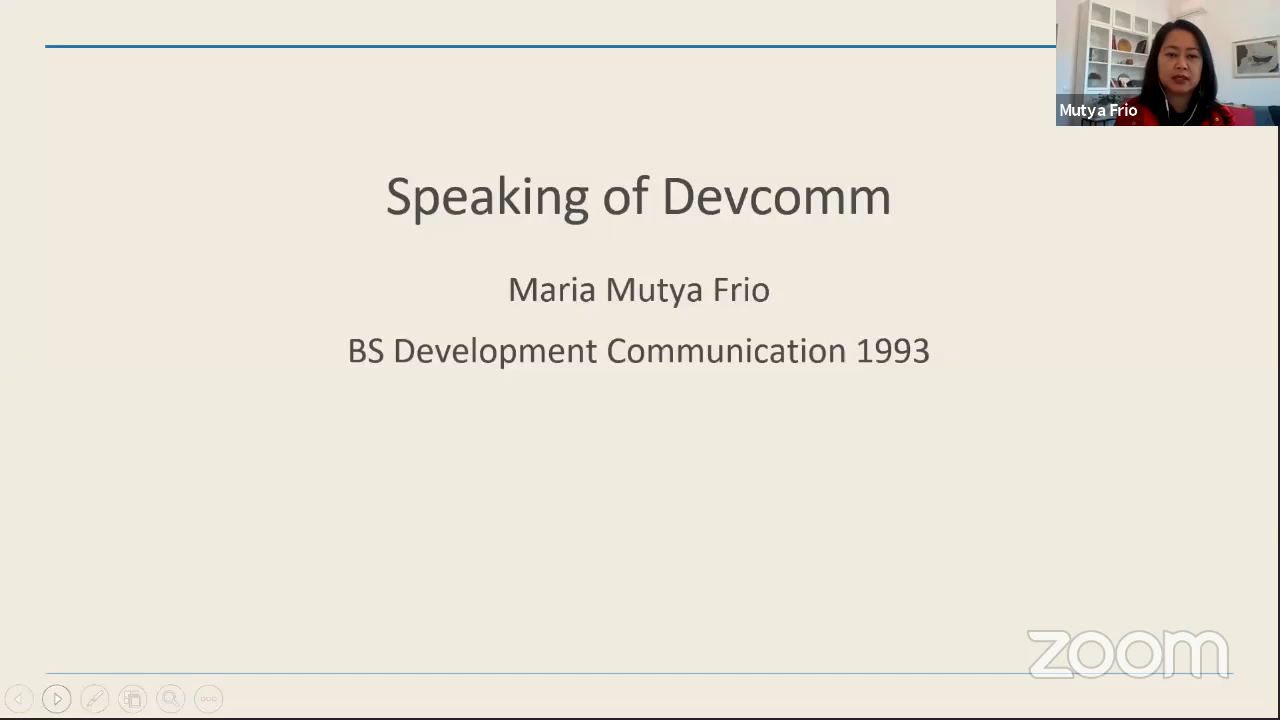 Mutya Frio
Speaking of Devcomm
Maria Mutya Frio
BS Development Communication 1993
zoom